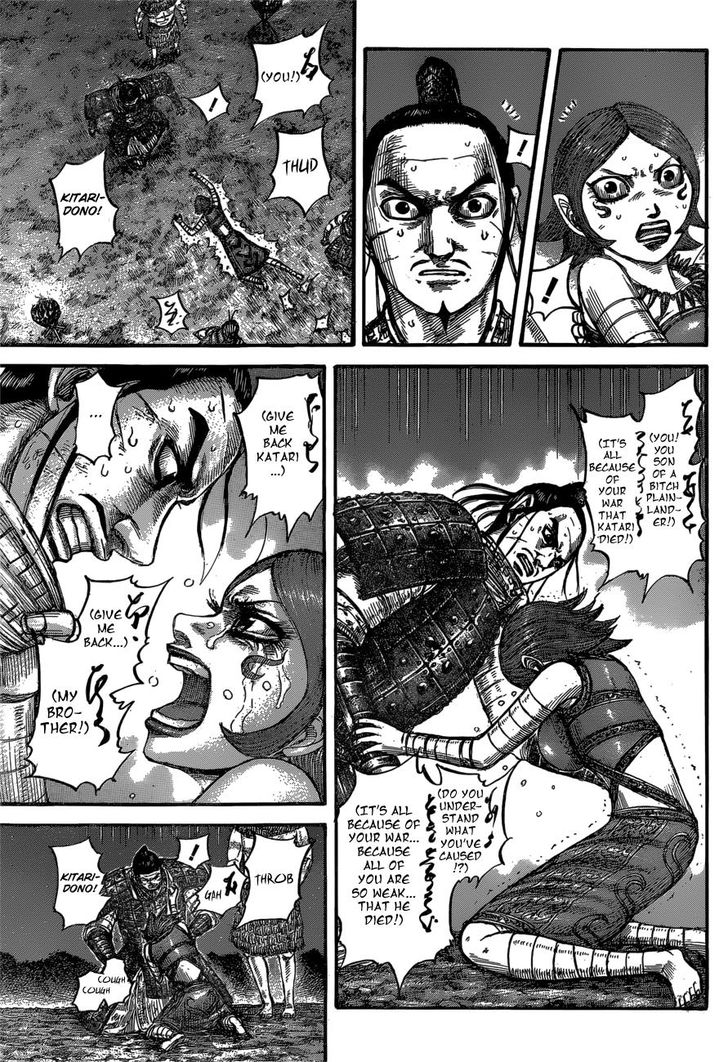 !
!
(YOU!)
!
THUD
KITARI-
DONO!
(YOU!
YOU
SON
OF A
BITCH
PLAIN-
LAND-
ER!)
(IT'S
ALL
BECAUSE
OF
YOUR
WAR
THAT
KATARI
DIED!)
(DO YOU
UNDER-
STAND
WHAT
YOU'VE
CAUSED
!?)
(IT'S ALL
BECAUSE OF
YOUR WAR...
BECAUSE
ALL OF
YOU ARE
SO WEAK...
THAT HE
DIED!)
(GIVE
ME
BACK
KATARI
...)
...
(GIVE
ME
BACK...)
(MY
BRO-
THER!)
THROB
!
GAH
KITARI-
DONO!
COUGH
COUGH